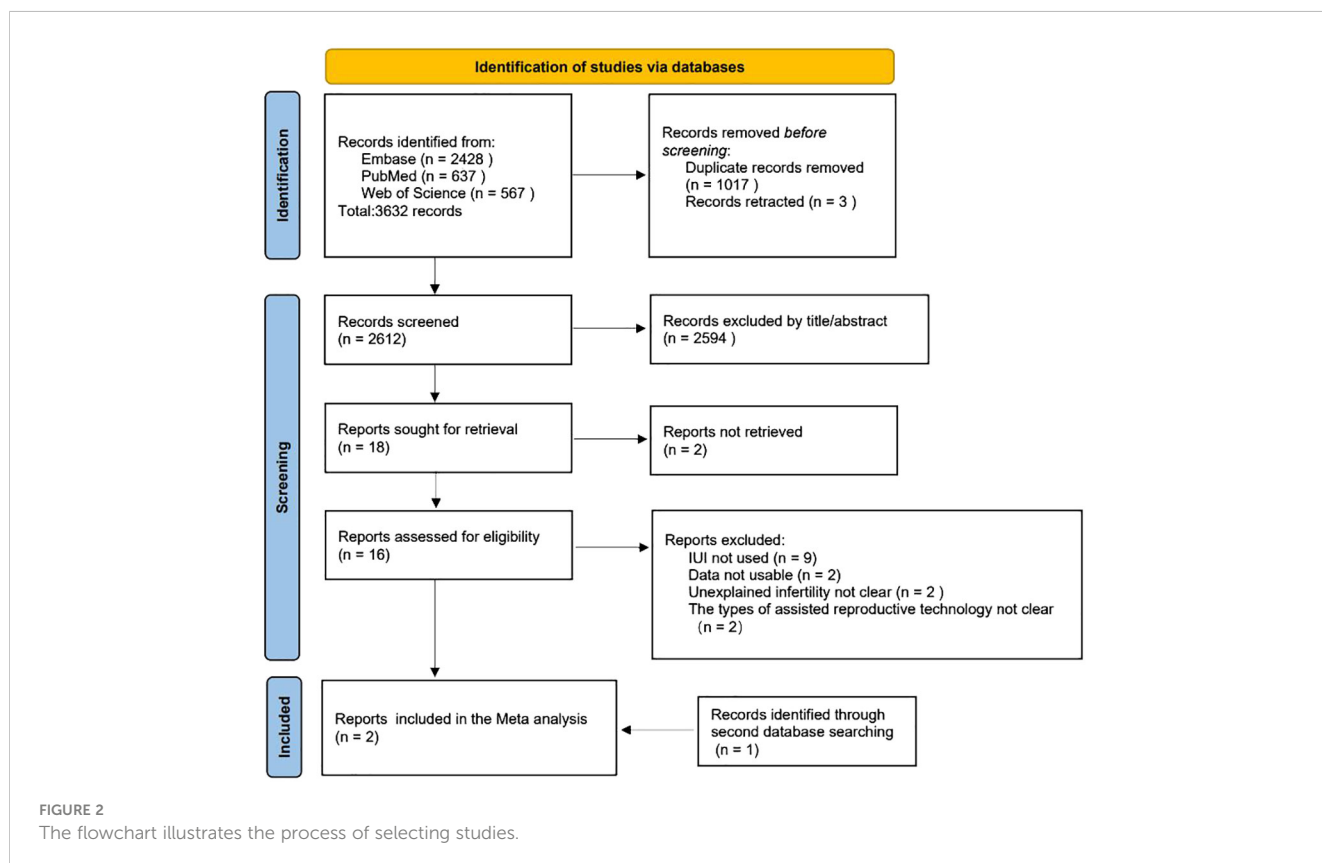 Identification of studies via databases
Identification
Records identified from:
Embase (n = 2428 )
PubMed (n = 637 )
Web of Science (n = 567 )
Total:3632 records
Records removed before
screening:
Duplicate records removed
(n = 1017 )
Records retracted (n = 3 )
Screening
Records screened
(n = 2612)
Records excluded by title/abstract
(n = 2594 )
Reports sought for retrieval
(n = 18)
Reports not retrieved
(n = 2)
Reports assessed for eligibility
(n = 16)
Reports excluded:
IUI not used (n = 9)
Data not usable (n = 2)
Unexplained infertility not clear (n = 2 )
The types of assisted reproductive technology not clear
(n = 2)
Included
Reports included in the Meta analysis
(n = 2)
Records identified through
second database searching
(n = 1)
FIGURE 2
The flowchart illustrates the process of selecting studies.